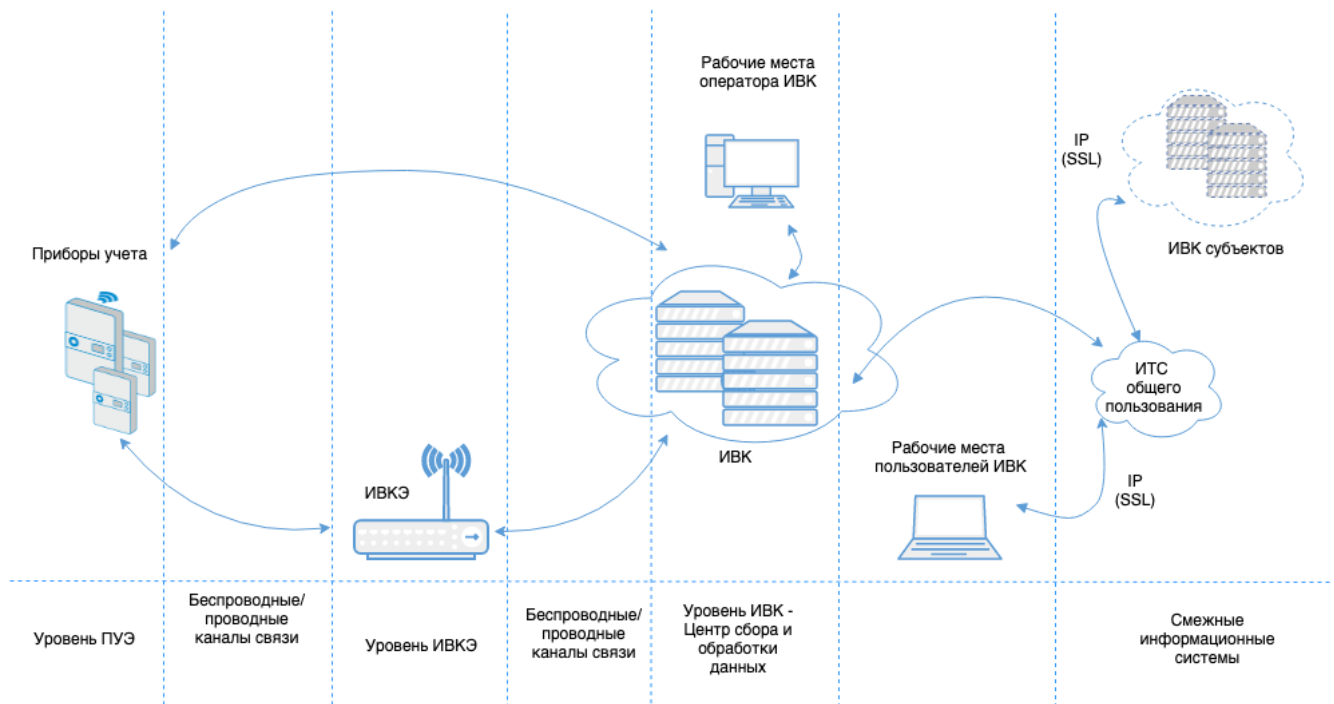 Рабочие места
оператора ИВК
IP
(SSL)
ИВК субъектов
Приборы учета
ИТС
общего
пользования
ИВК
Рабочие места
пользователей ИВК
ИВКЭ
IP
(SSL)
Уровень ПУЭ
Беспроводные/
проводные
каналы связи
Уровень ИВКЭ
Беспроводные/
проводные
каналы связи
Уровень ИВК -
Центр сбора и
обработки
данных
Смежные
информационные
системы